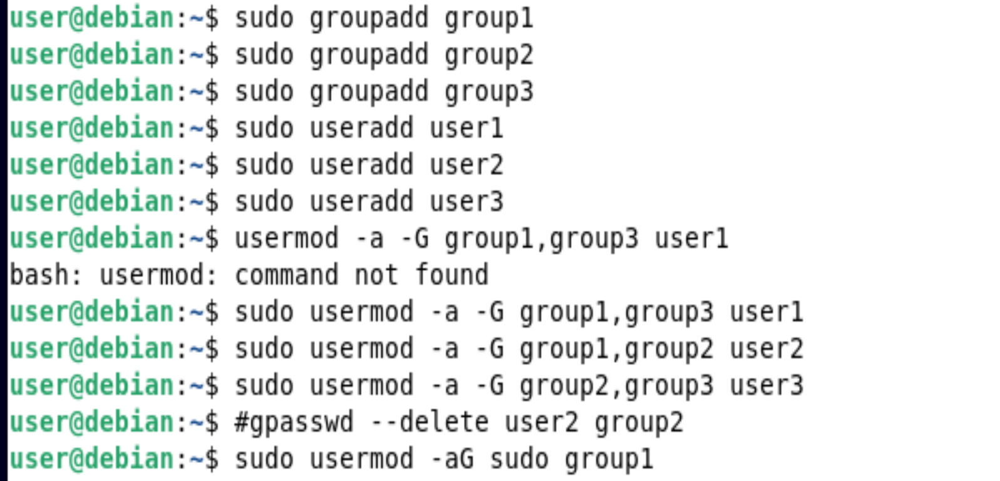 user@debian:~$ sudo groupadd group1
user@debian:~$ sudo groupadd group2
user@debian:~$ sudo groupadd group3
user@debian:~$ sudo useradd user1
user@debian:~$ sudo useradd user2
user@debian:~$ sudo useradd user3
user@debian:~$ usermod -a -G group1,group3 user1
bash: usermod: command not found
user@debian:~$ sudo usermod -a -G group1,group3 user1
user@debian:~$ sudo usermod -a -G group1,group2 user2
user@debian:~$ sudo usermod -a -G group2,group3 user3
user@debian:~$ #gpasswd --delete user2 group2
user@debian:~$ sudo usermod -aG sudo group1